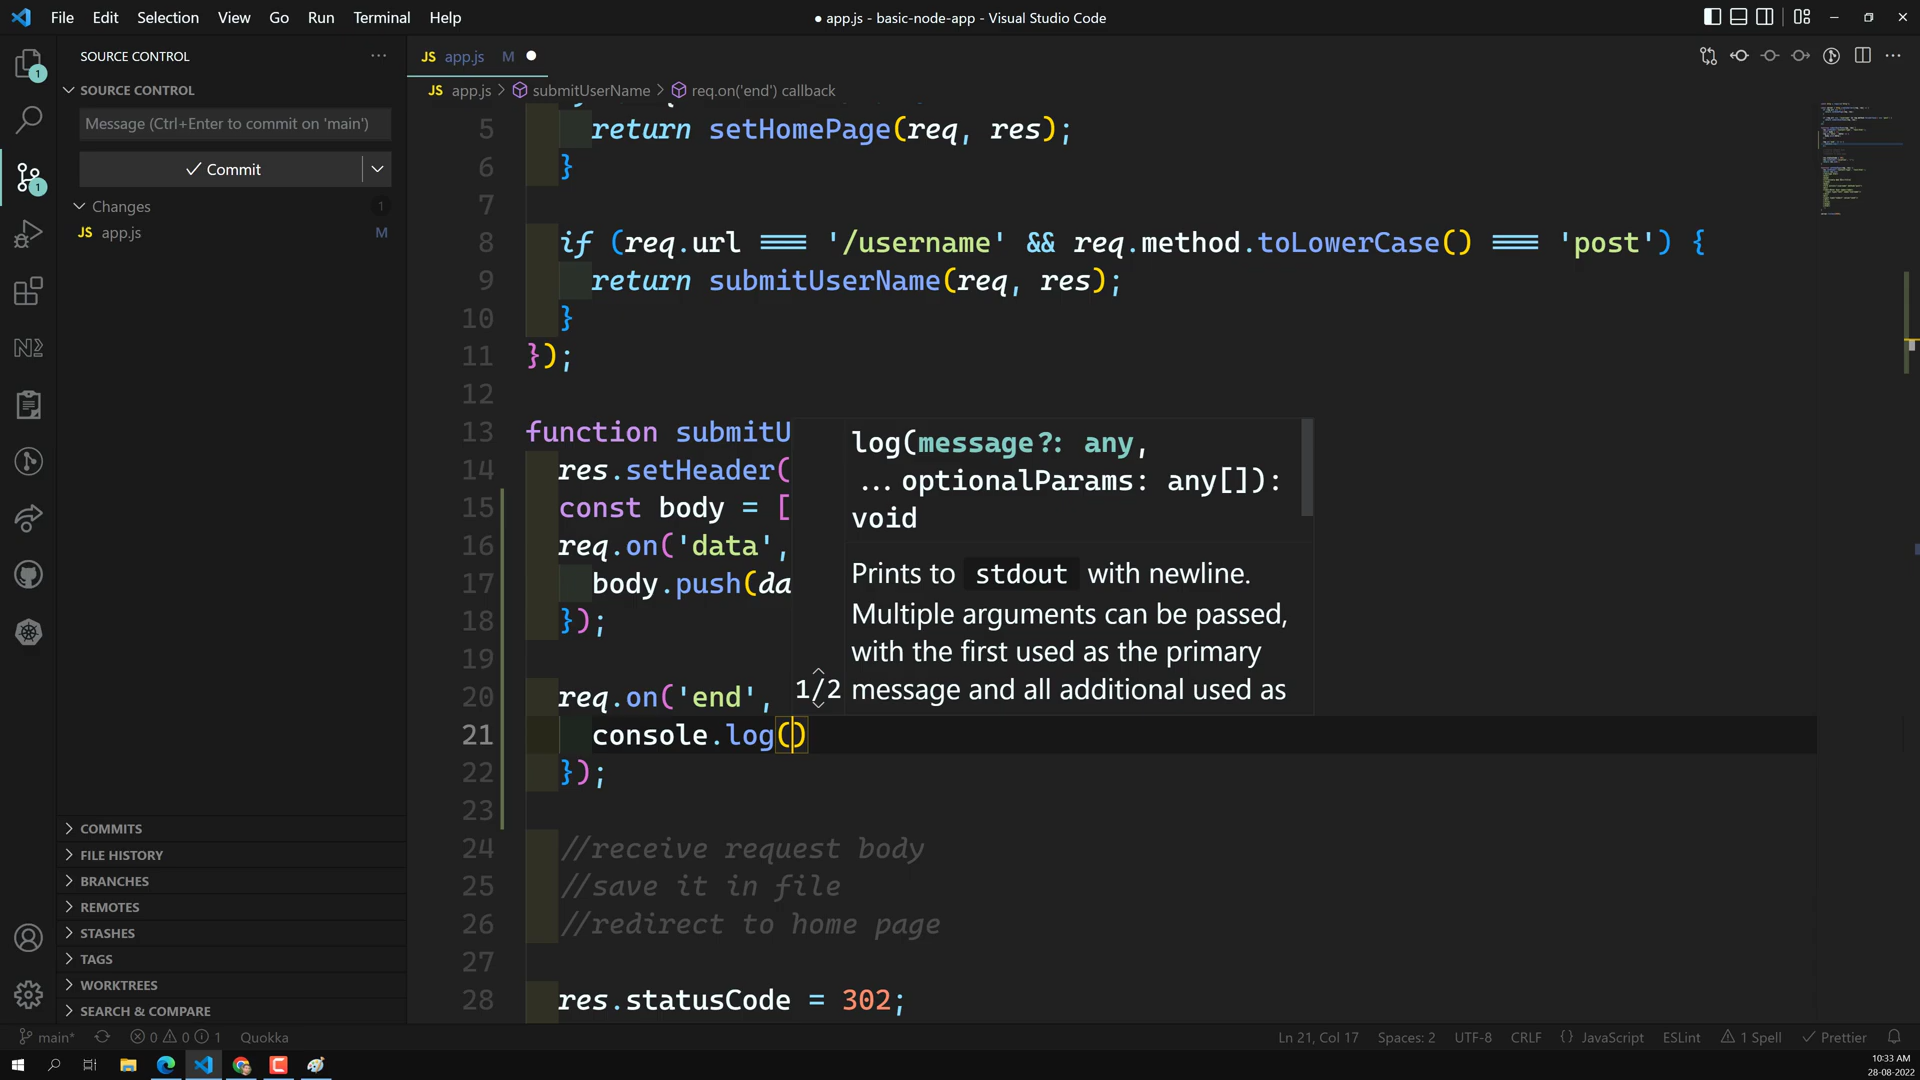 File Edit Selection View Go Run Terminal Help
● app.js - basic-node-app - Visual Studio Code
SOURCE CONTROL
JS app.js M
SOURCE CONTROL
JS app.js > submitUserName > req.on('end') callback
Message (Ctrl+Enter to commit on 'main')
Commit
Changes 1
JS app.js M
1
1
5 return setHomePage(req, res);
6 }
7
8 if (req.url === '/username' && req.method.toLowerCase() === 'post') {
9 return submitUserName(req, res);
10 }
11 });
12
13 function submitU
14 res.setHeader(
15 const body = [
16 req.on('data',
17 body.push(da
18 });
19
20 req.on('end',
21 console.log()
22 });
23
24 //receive request body
25 //save it in file
26 //redirect to home page
27
28 res.statusCode = 302;
log(message?: any,
...optionalParams: any[]):
void
Prints to stdout with newline.
Multiple arguments can be passed,
with the first used as the primary
1/2 message and all additional used as
COMMITS
FILE HISTORY
BRANCHES
REMOTES
STASHES
TAGS
WORKTREES
SEARCH & COMPARE
main* 0 0 1 Quokka
Ln 21, Col 17 Spaces: 2 UTF-8 CRLF {} JavaScript ESLint 1 Spell Prettier
10:33 AM
28-08-2022